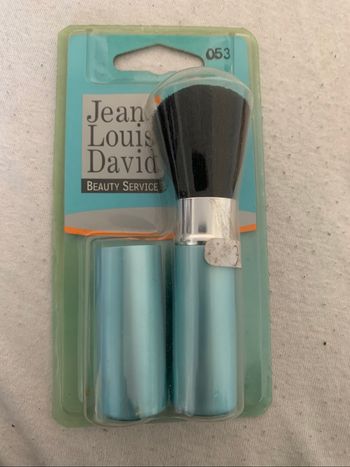 053
Jean
Louis
David
BEAUTY SERVICE